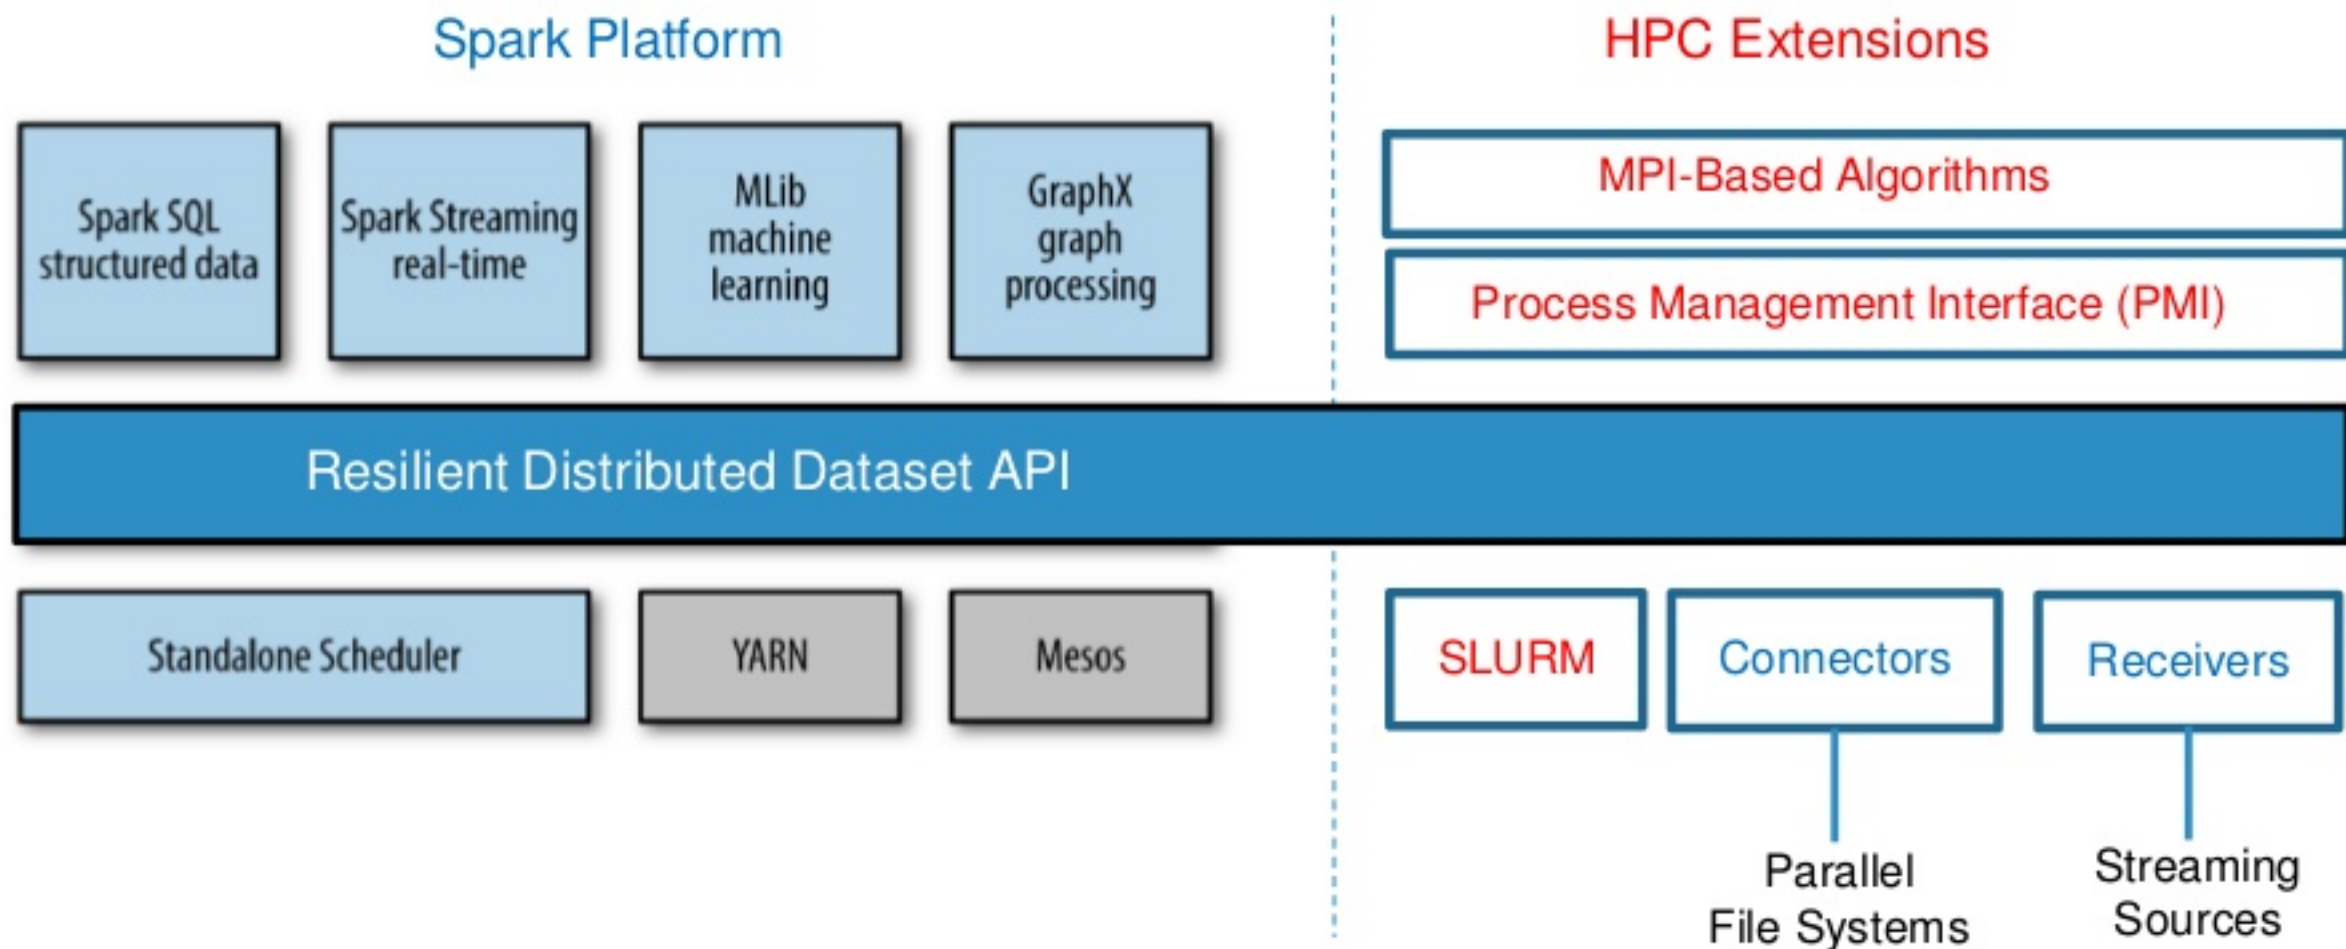 Spark Platform
HPC Extensions
Spark SQL
structured data
Spark Streaming
real-time
MLib
machine
learning
GraphX
graph
processing
MPI-Based Algorithms
Process Management Interface (PMI)
Resilient Distributed Dataset API
Standalone Scheduler
YARN
Mesos
SLURM
Connectors
Receivers
Parallel
File Systems
Streaming
Sources